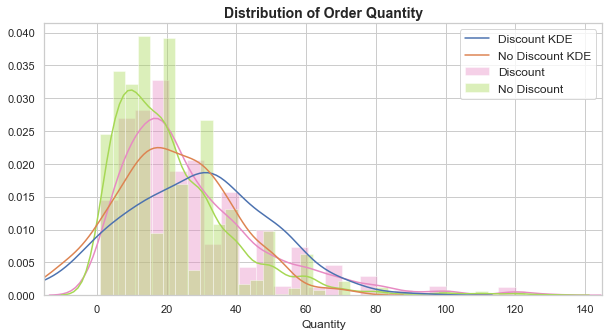 Distribution of Order Quantity
0.040
0.035
0.030
0.025
0.020
0.015
0.010
0.005
0.000
Discount KDE
No Discount KDE
Discount
No Discount
0 20 40 60 80 100 120 140
Quantity